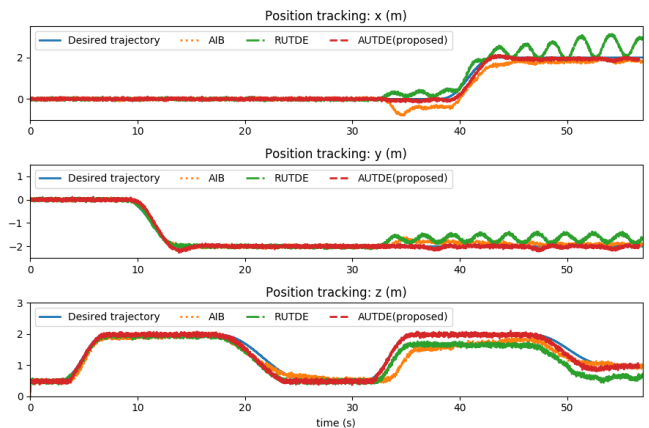 Position tracking: x (m)
Desired trajectory AIB RUTDE AUTDE(proposed)
2
0
0 10 20 30 40 50
Position tracking: y (m)
Desired trajectory AIB RUTDE AUTDE(proposed)
1
0
−1
−2
0 10 20 30 40 50
Position tracking: z (m)
3
Desired trajectory AIB RUTDE AUTDE(proposed)
2
1
0
0 10 20 30 40 50
time (s)